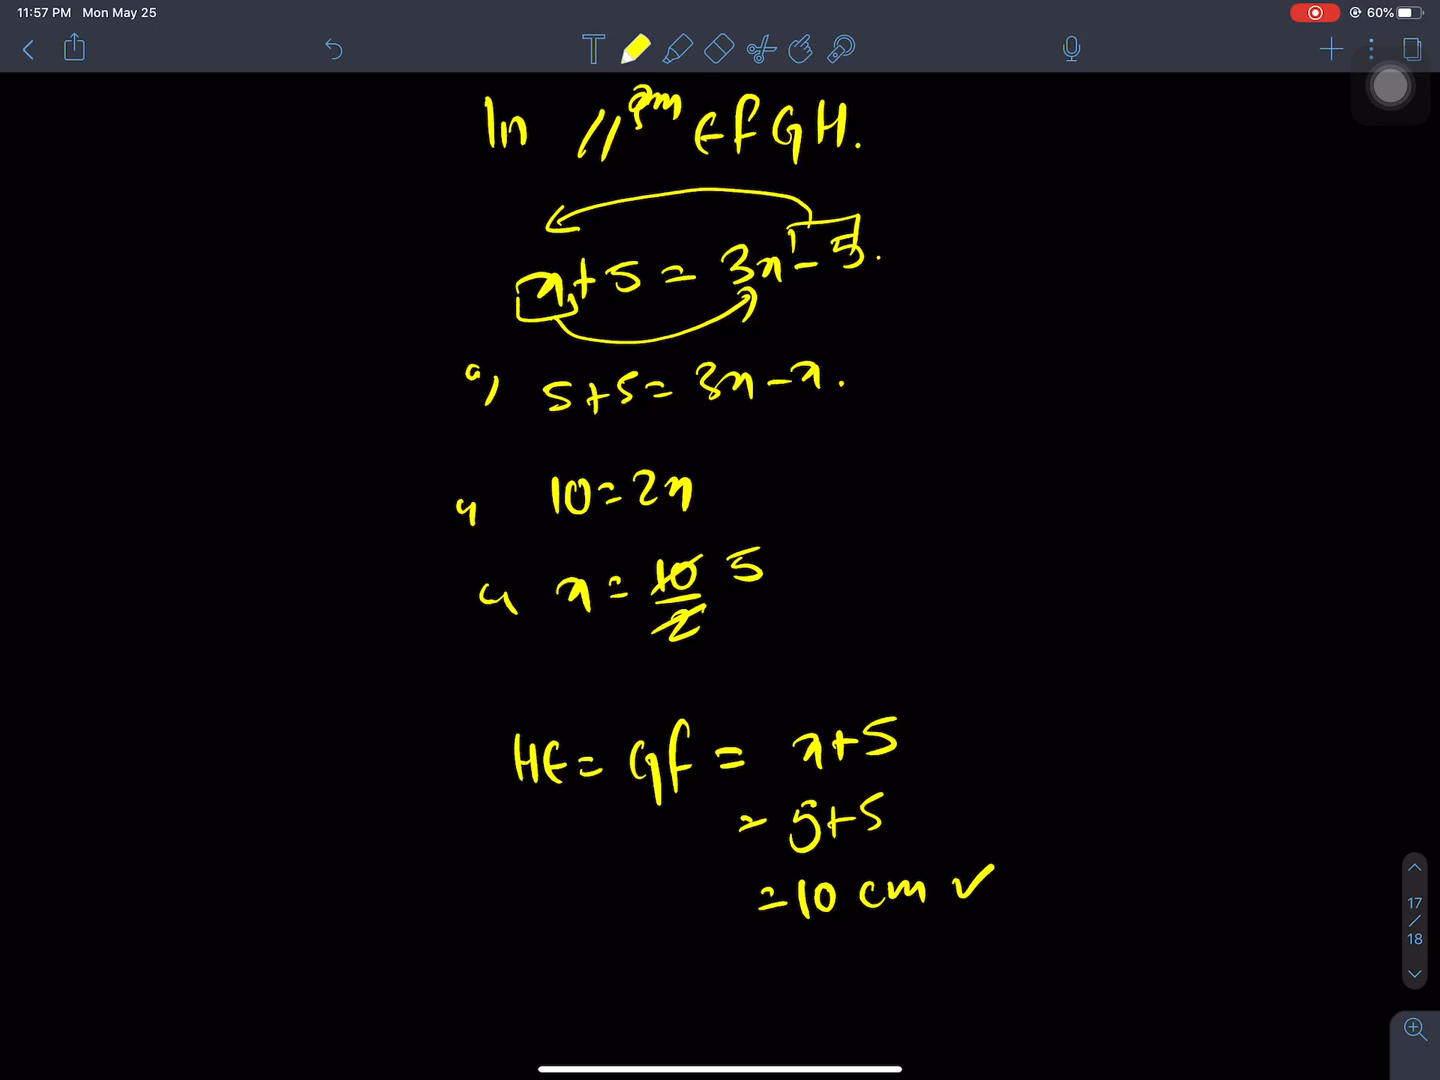 11:57 PM Mon May 25 60%
T
In //gm EFGH.
x+5 = 3x-5.
5+5 = 3x-x.
10 = 2x
x = 10/2 5
HE = GF = x+5
= 5+5
= 10 cm ✓
17
/
18